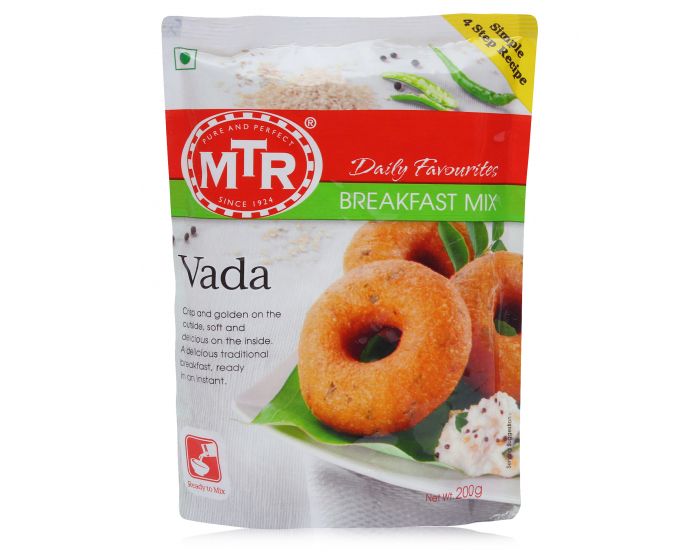 Simple
4 Step Recipe
PURE AND PERFECT
MTR®
SINCE 1924
Daily Favourites
BREAKFAST MIX
Vada
Crisp and golden on the
outside, soft and
delicious on the inside.
A delicious traditional
breakfast, ready
in an instant.
Ready to Mix
Net Wt. 200g
Serving Suggestion